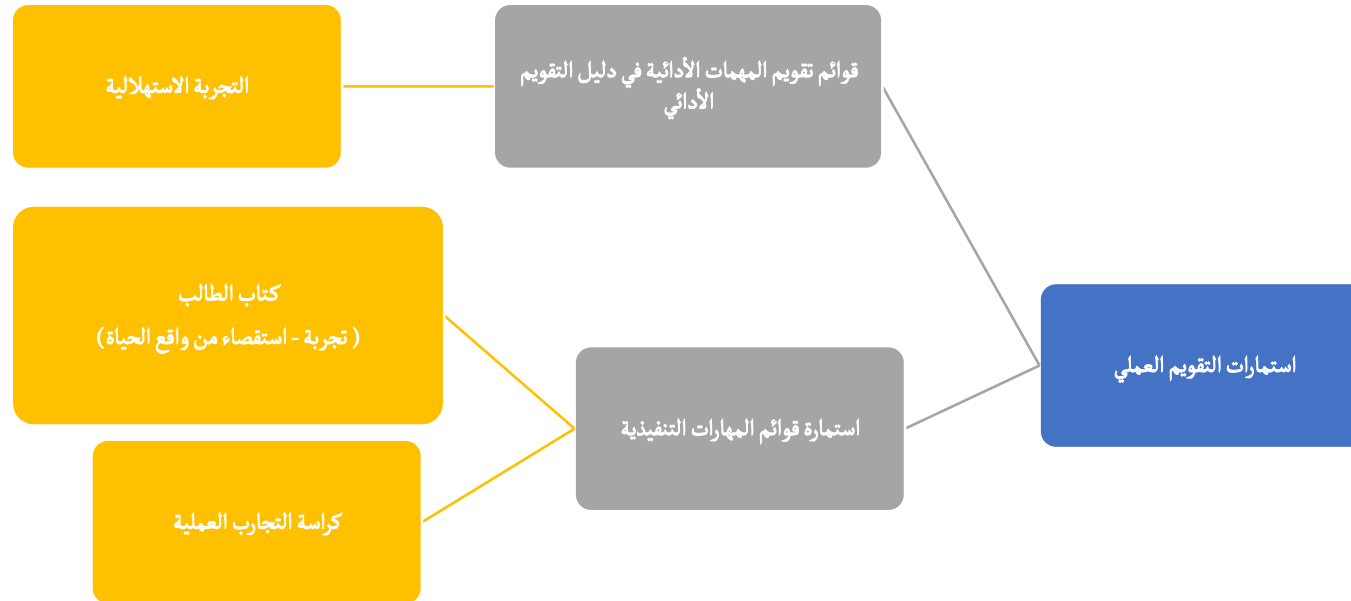 استمارات التقويم العملي
قوائم تقويم المهمات الأدائية في دليل التقويم
الأدائي
التجربة الاستهلالية
استمارة قوائم المهارات التنفيذية
كتاب الطالب
( تجربة - استقصاء من واقع الحياة )
كراسة التجارب العملية